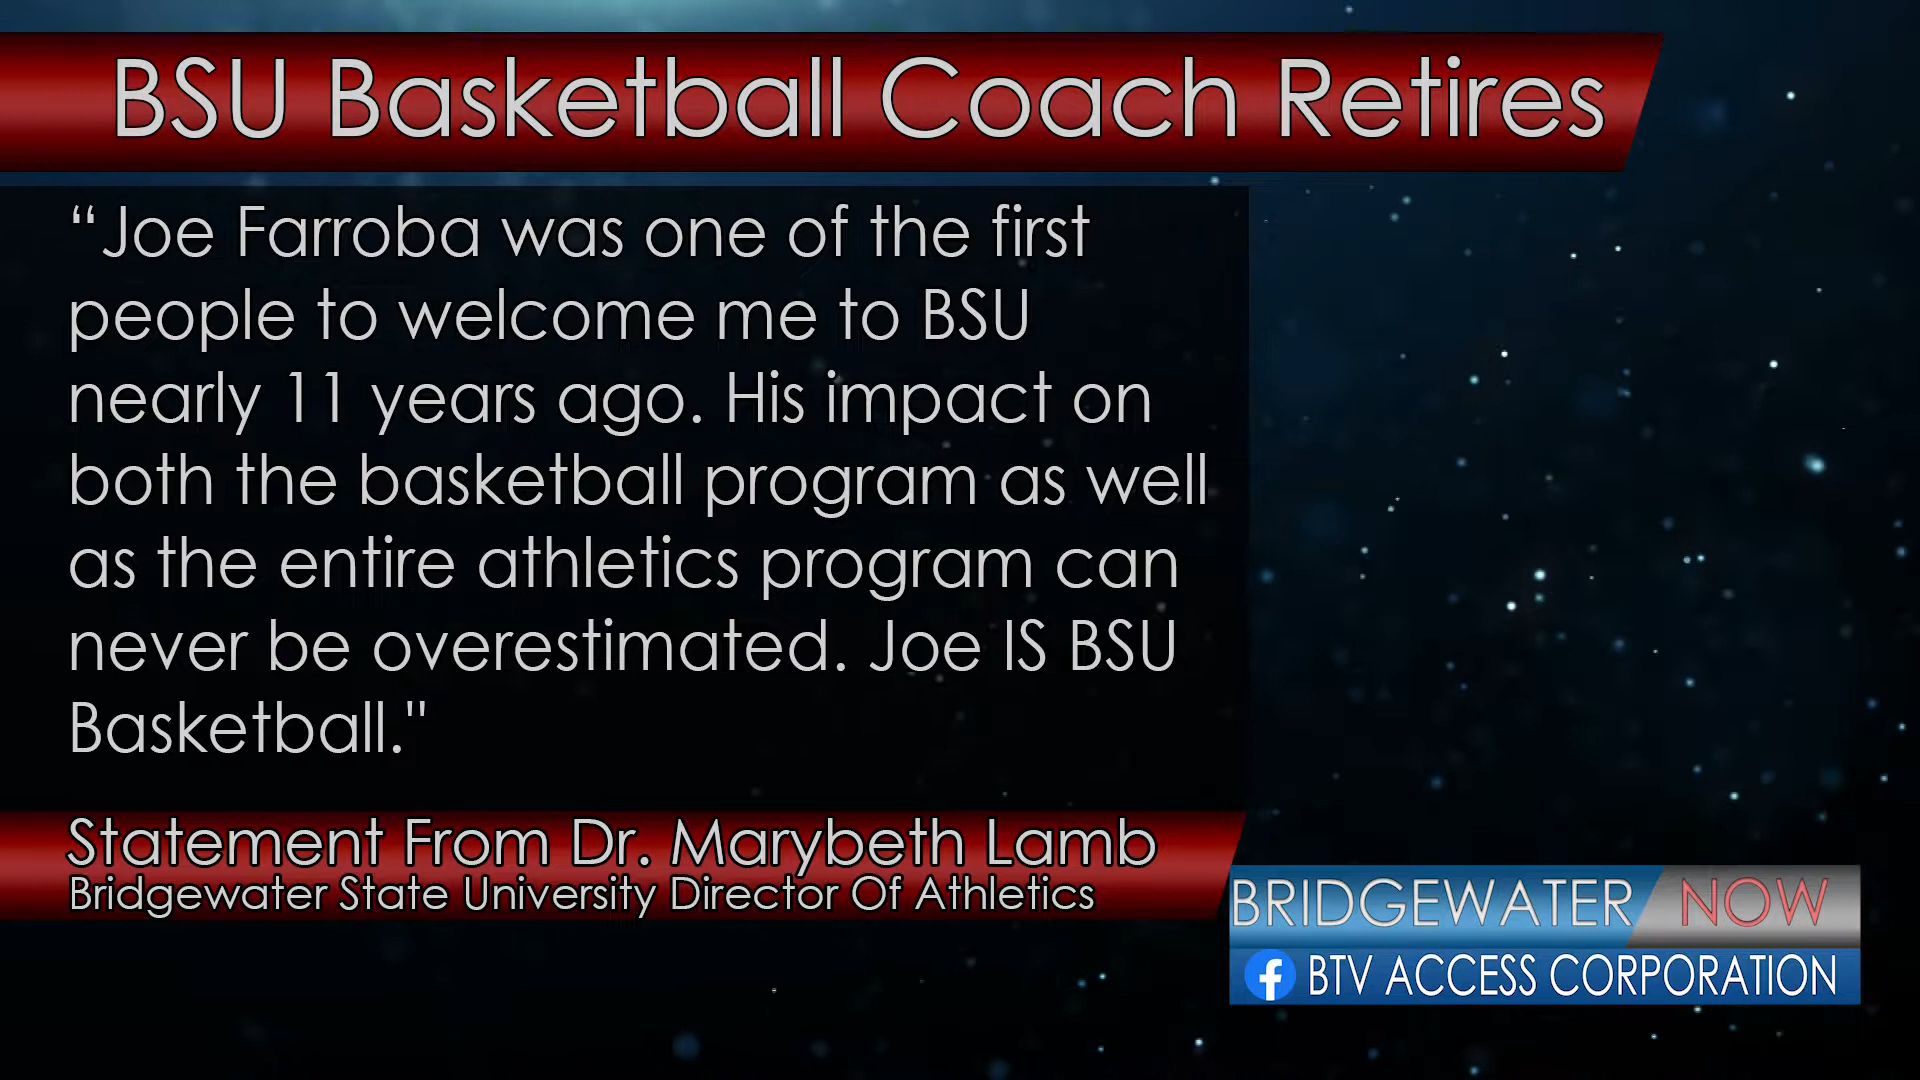 BSU Basketball Coach Retires
“Joe Farroba was one of the first
people to welcome me to BSU
nearly 11 years ago. His impact on
both the basketball program as well
as the entire athletics program can
never be overestimated. Joe IS BSU
Basketball."
Statement From Dr. Marybeth Lamb
Bridgewater State University Director Of Athletics
BRIDGEWATER NOW
BTV ACCESS CORPORATION